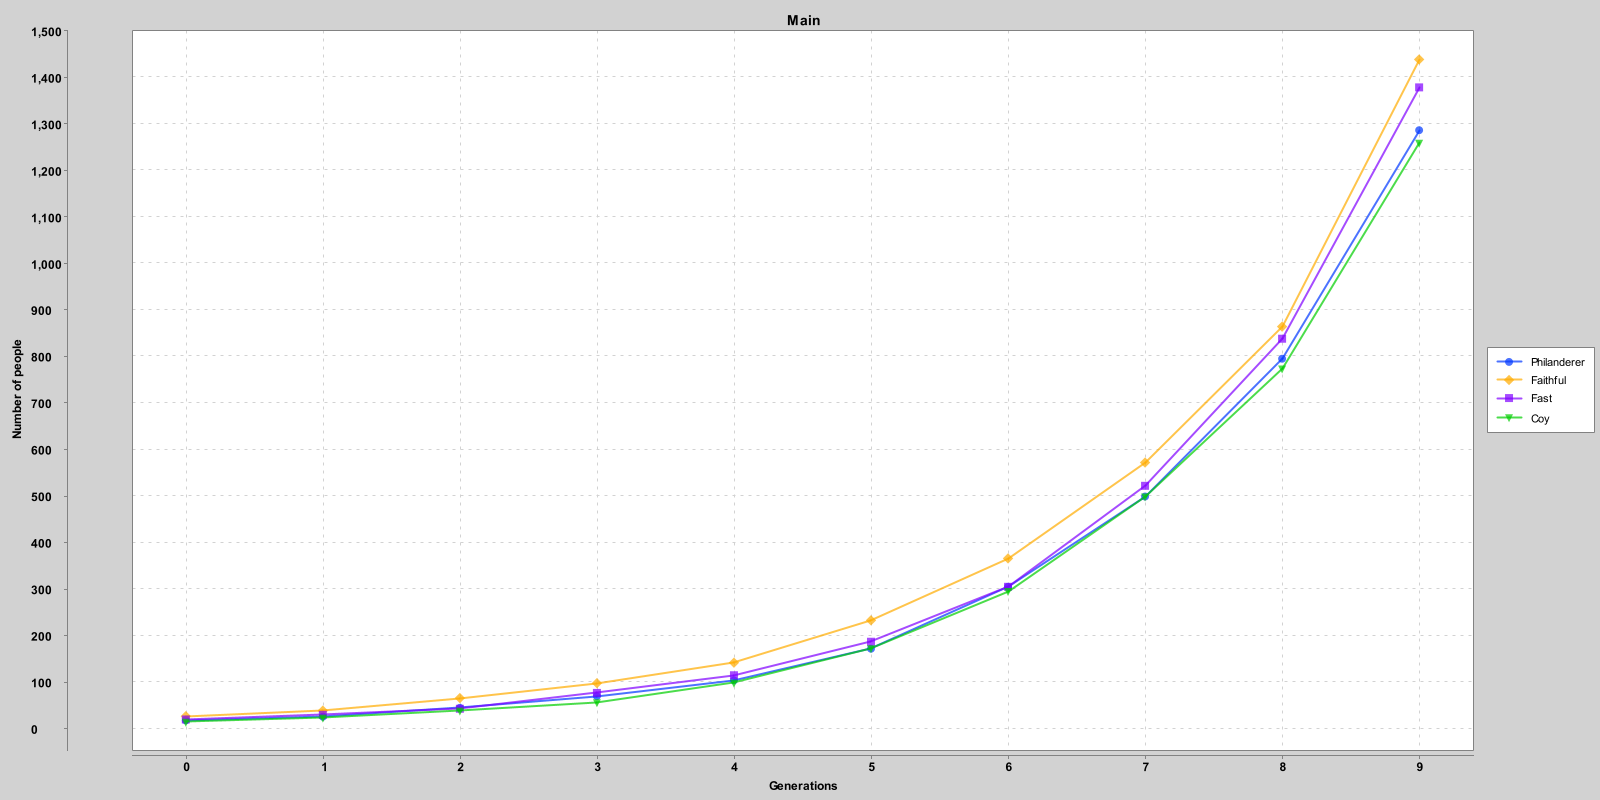 Main
1,500
1,400
1,300
1,200
1,100
1,000
900
800
700
600
500
400
300
200
100
0
Number of people
0 1 2 3 4 5 6 7 8 9
Generations
Philanderer
Faithful
Fast
Coy